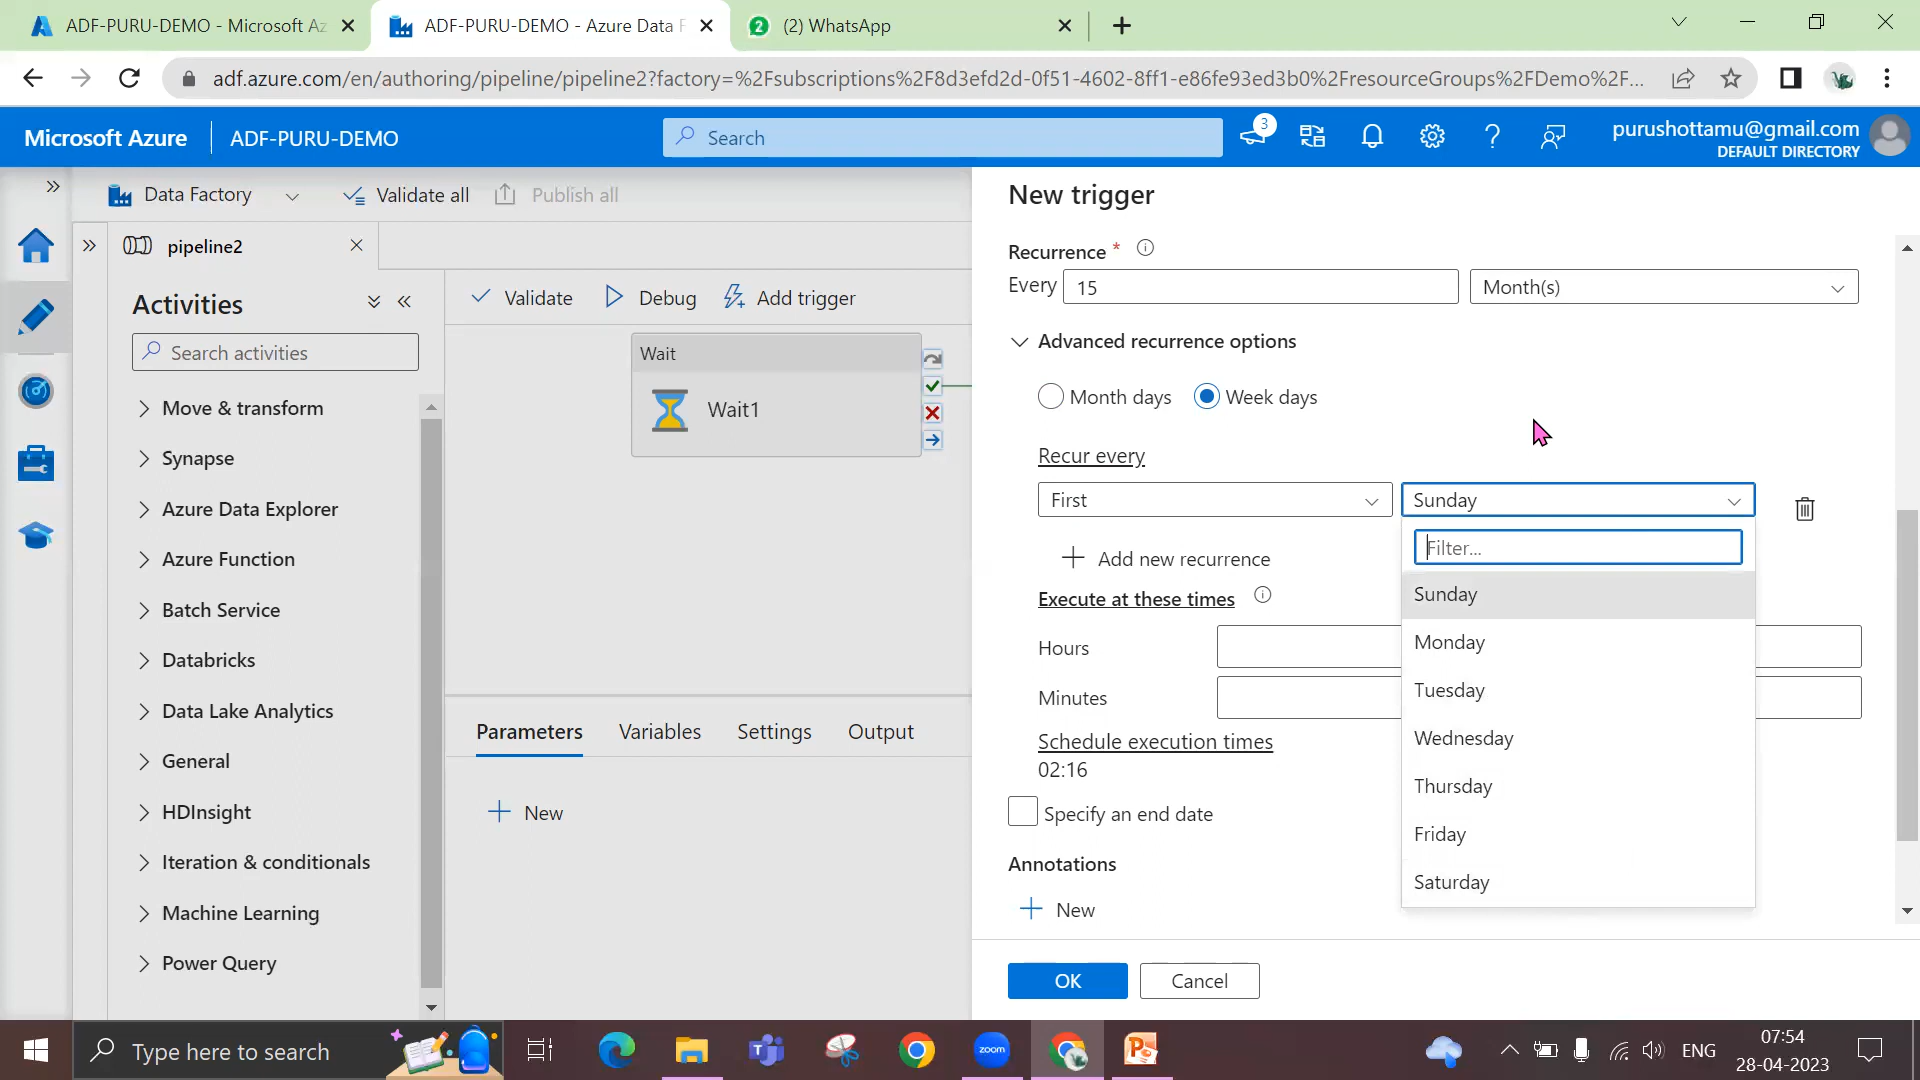 ADF-PURU-DEMO - Microsoft Az
ADF-PURU-DEMO - Azure Data F
2 (2) WhatsApp
adf.azure.com/en/authoring/pipeline/pipeline2?factory=%2Fsubscriptions%2F8d3efd2d-0f51-4602-8ff1-e86fe93ed3b0%2FresourceGroups%2FDemo%2F...
Microsoft Azure
ADF-PURU-DEMO
Search
3
purushottamu@gmail.com
DEFAULT DIRECTORY
Data Factory
Validate all
Publish all
pipeline2
Activities
Search activities
Move & transform
Synapse
Azure Data Explorer
Azure Function
Batch Service
Databricks
Data Lake Analytics
General
HDInsight
Iteration & conditionals
Machine Learning
Power Query
Validate
Debug
Add trigger
Wait
Wait1
Parameters
Variables
Settings
Output
New
New trigger
Recurrence *
Every 15 Month(s)
Advanced recurrence options
Month days
Week days
Recur every
First
Sunday
Filter...
Sunday
Monday
Tuesday
Wednesday
Thursday
Friday
Saturday
Add new recurrence
Execute at these times
Hours
Minutes
Schedule execution times
02:16
Specify an end date
Annotations
New
OK
Cancel
Type here to search
zoom
ENG
07:54
28-04-2023